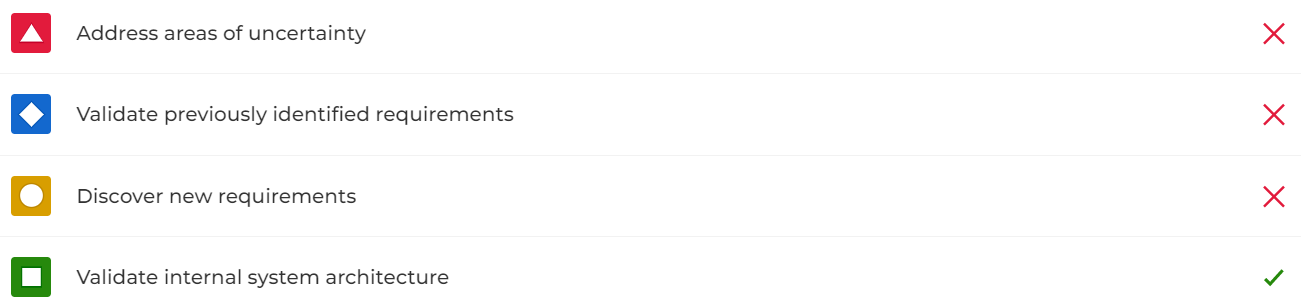 Address areas of uncertainty
Validate previously identified requirements
Discover new requirements
Validate internal system architecture